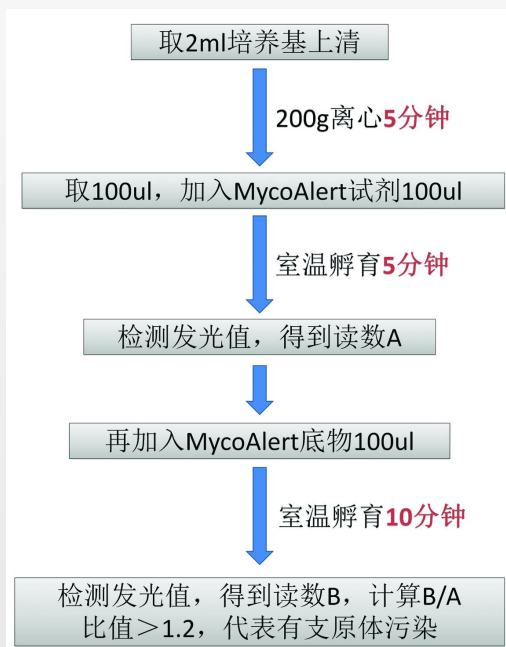 取2ml培养基上清
200g离心5分钟
取100ul，加入MycoAlert试剂100ul
室温孵育5分钟
检测发光值，得到读数A
再加入MycoAlert底物100ul
室温孵育10分钟
检测发光值，得到读数B，计算B/A
比值＞1.2，代表有支原体污染